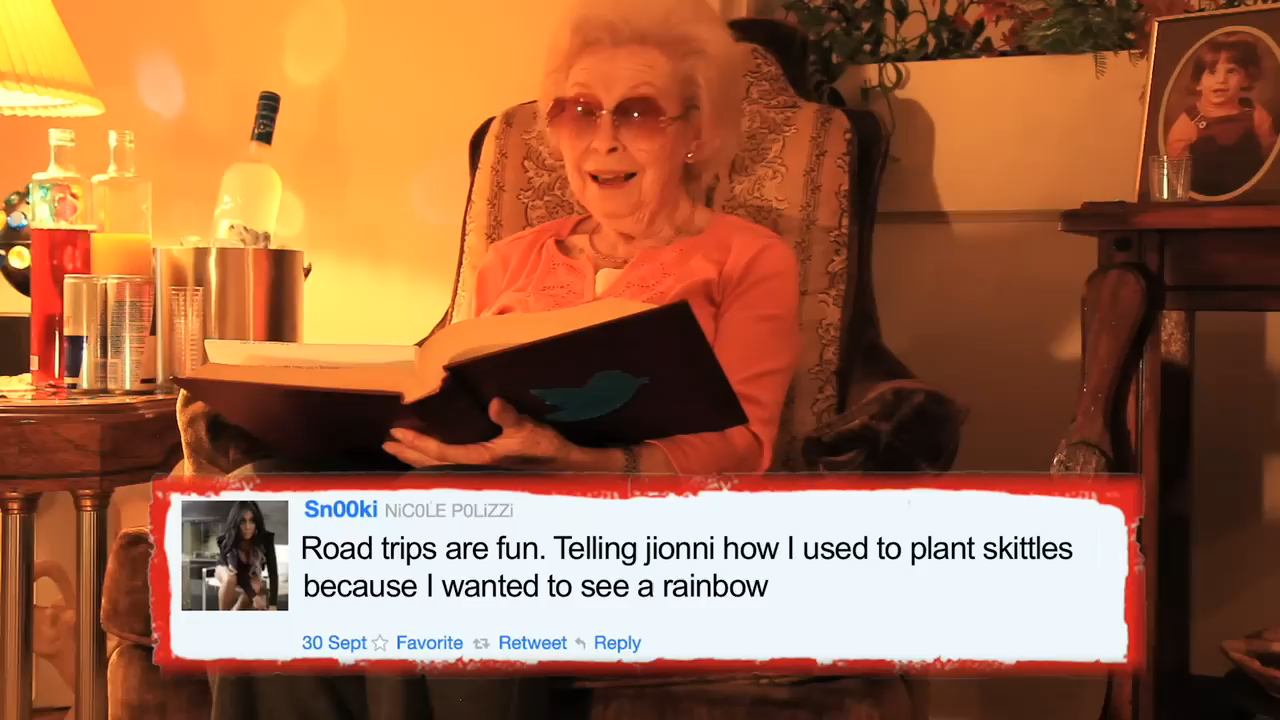 Sn00ki NiC0LE P0LiZZi
Road trips are fun. Telling jionni how I used to plant skittles
because I wanted to see a rainbow
30 Sept Favorite Retweet Reply